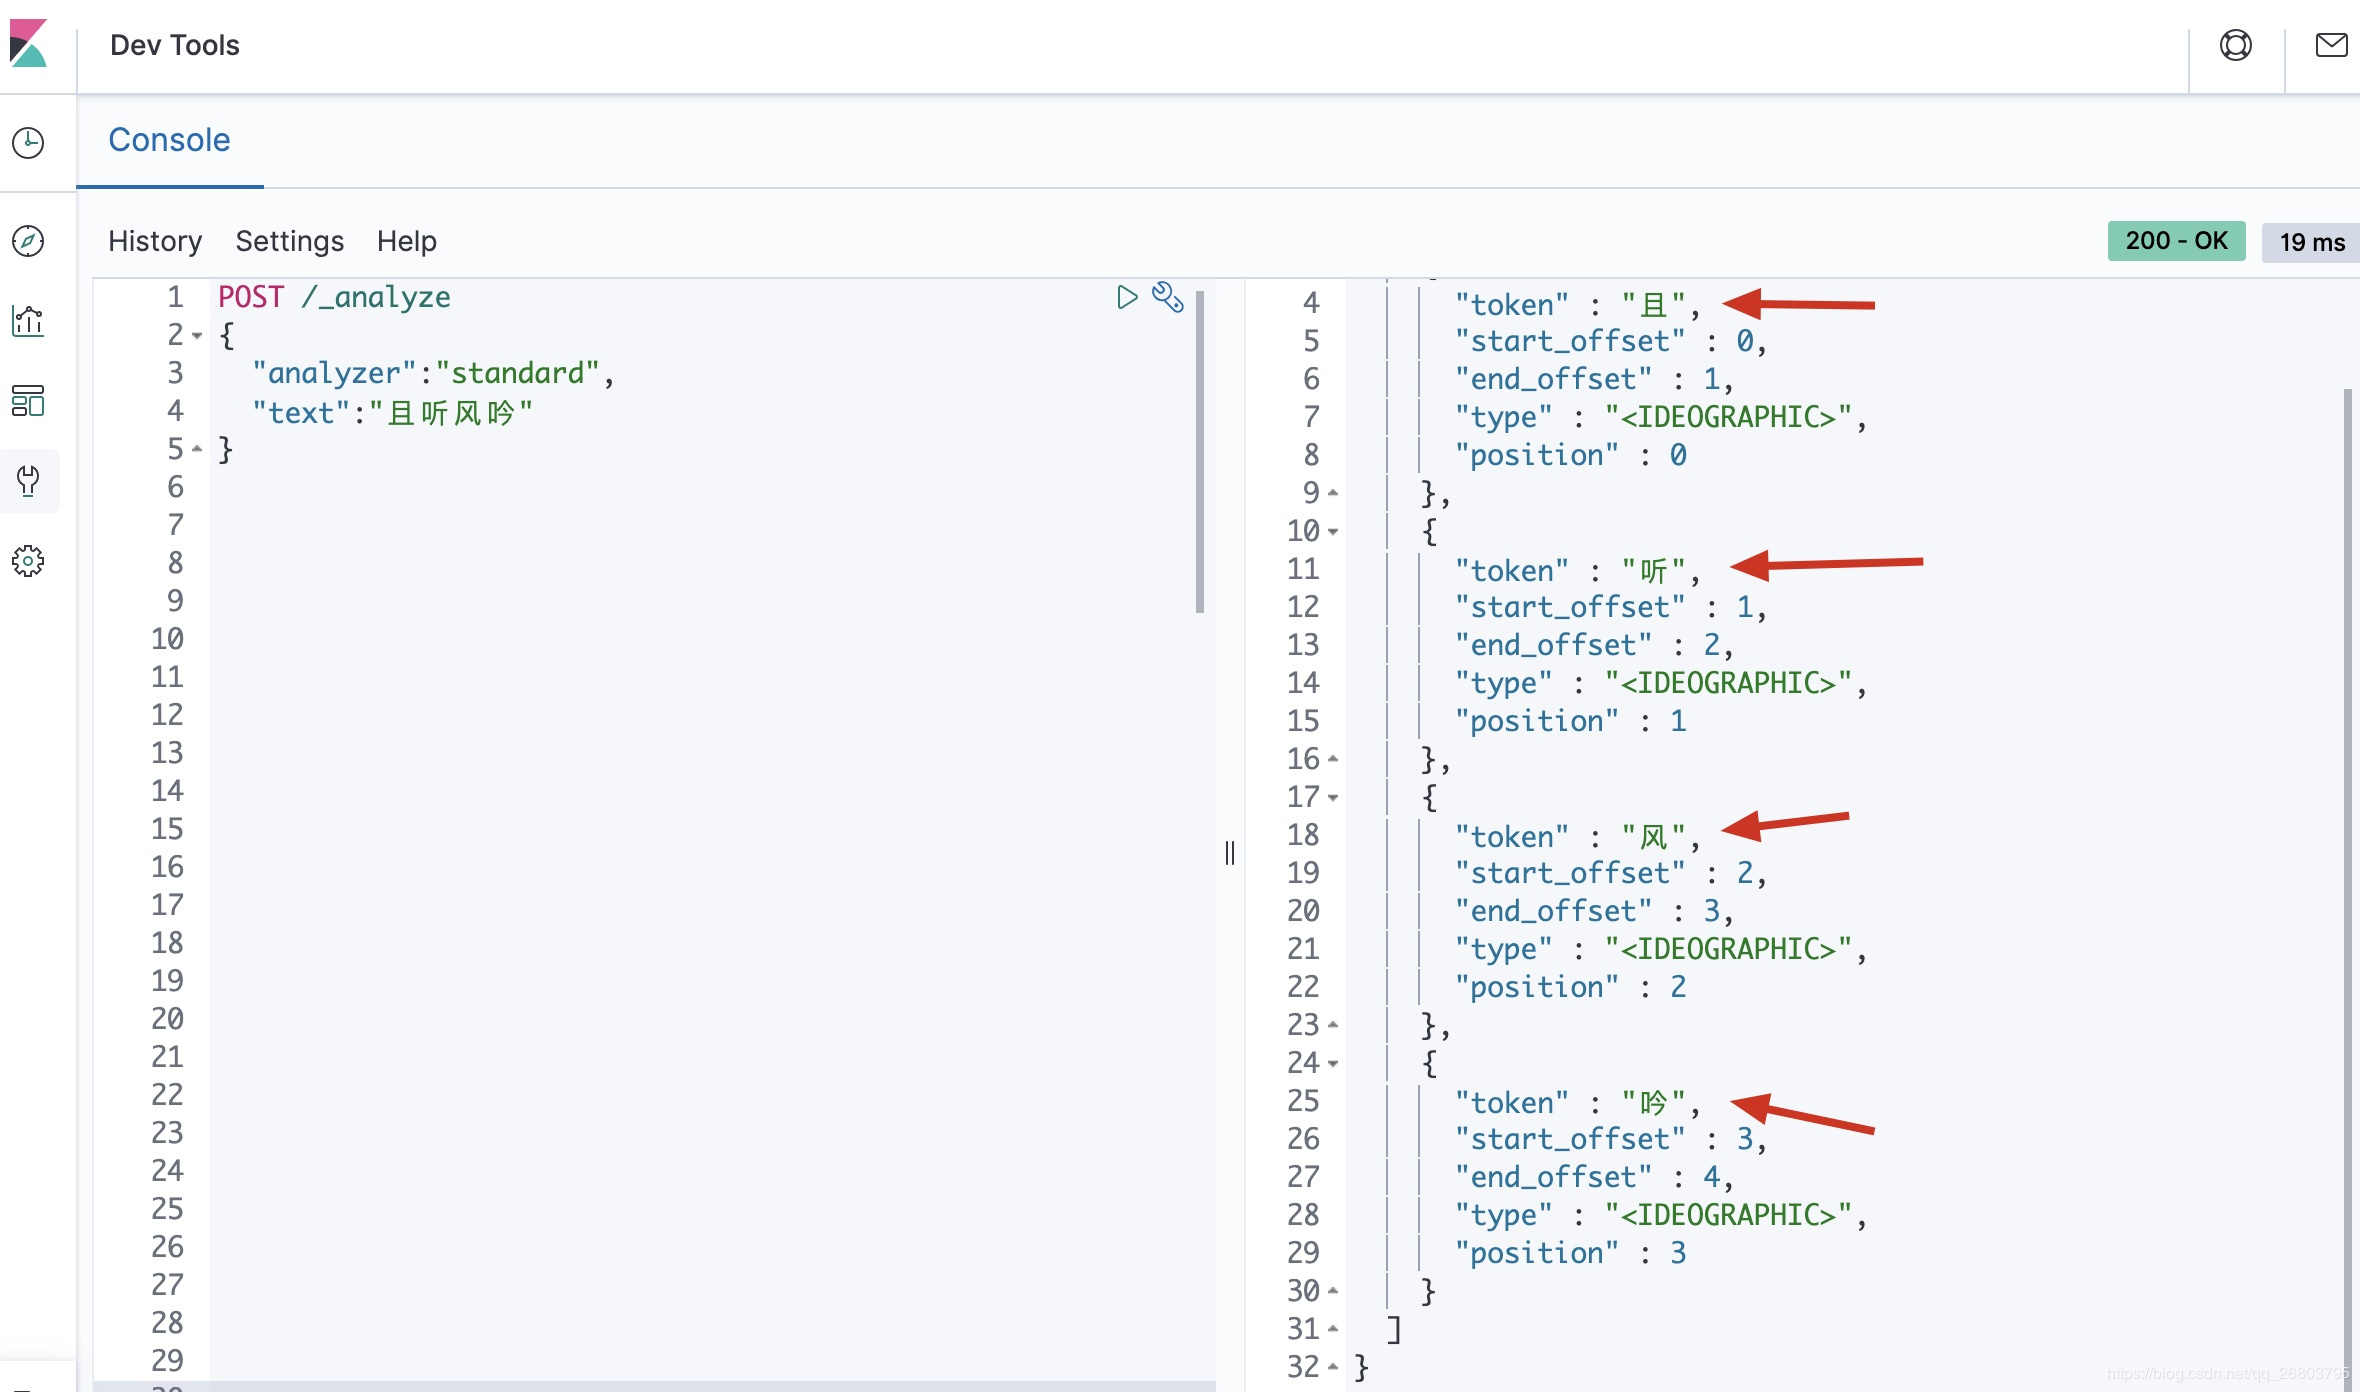 Dev Tools
Console
History Settings Help
200 - OK 19 ms
1 POST /_analyze
2 {
3 "analyzer":"standard",
4 "text":"且听风吟"
5 }
6
7
8
9
10
11
12
13
14
15
16
17
18
19
20
21
22
23
24
25
26
27
28
29
4 "token" : "且",
5 "start_offset" : 0,
6 "end_offset" : 1,
7 "type" : "<IDEOGRAPHIC>",
8 "position" : 0
9 },
10 {
11 "token" : "听",
12 "start_offset" : 1,
13 "end_offset" : 2,
14 "type" : "<IDEOGRAPHIC>",
15 "position" : 1
16 },
17 {
18 "token" : "风",
19 "start_offset" : 2,
20 "end_offset" : 3,
21 "type" : "<IDEOGRAPHIC>",
22 "position" : 2
23 },
24 {
25 "token" : "吟",
26 "start_offset" : 3,
27 "end_offset" : 4,
28 "type" : "<IDEOGRAPHIC>",
29 "position" : 3
30 }
31 ]
32 }
https://blog.csdn.net/qq_26803795